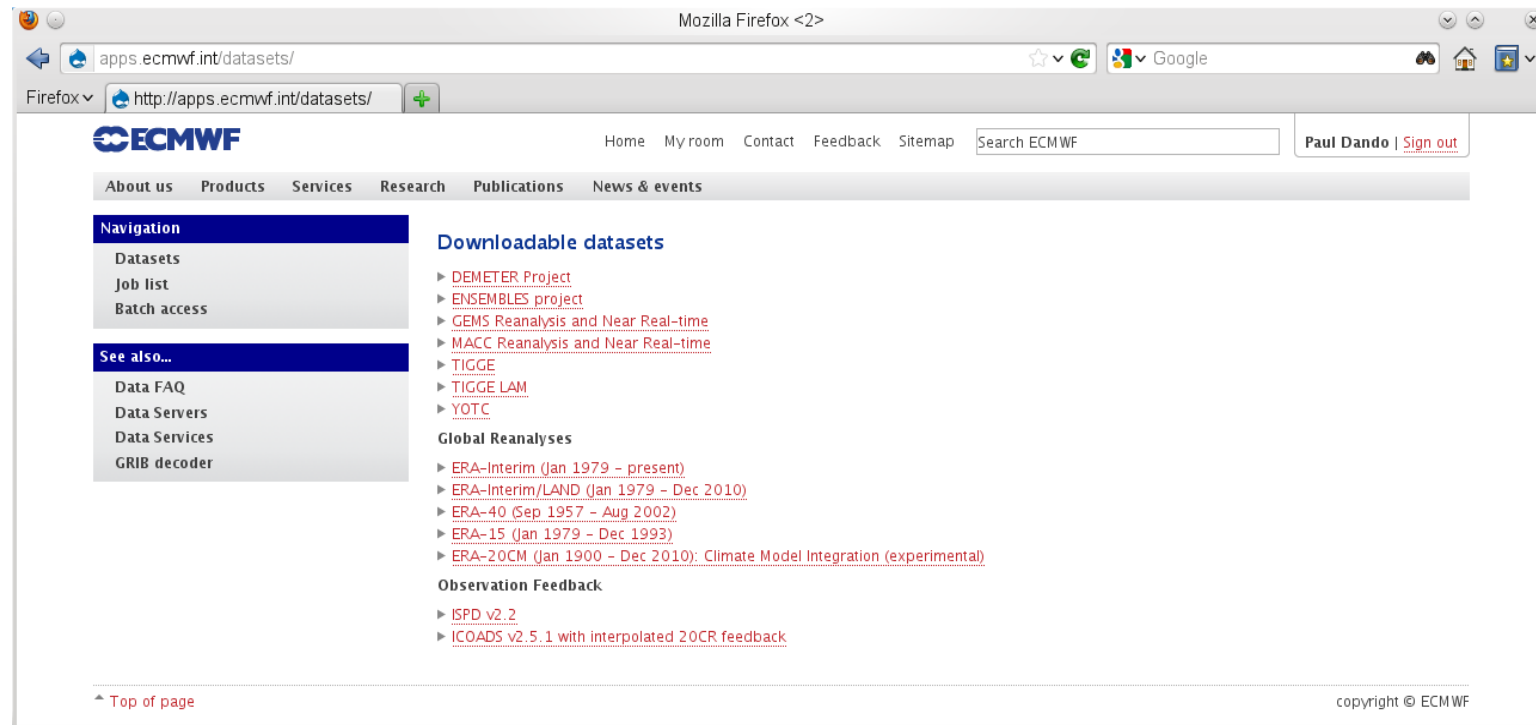 Mozilla Firefox <2>
apps.ecmwf.int/datasets/
Google
Firefox
http://apps.ecmwf.int/datasets/
ECMWF
Home My room Contact Feedback Sitemap Search ECMWF Paul Dando | Sign out
About us Products Services Research Publications News & events
Navigation
Datasets
Job list
Batch access
See also...
Data FAQ
Data Servers
Data Services
GRIB decoder
Downloadable datasets
DEMETER Project
ENSEMBLES project
GEMS Reanalysis and Near Real-time
MACC Reanalysis and Near Real-time
TIGGE
TIGGE LAM
YOTC
Global Reanalyses
ERA-Interim (Jan 1979 - present)
ERA-Interim/LAND (Jan 1979 - Dec 2010)
ERA-40 (Sep 1957 - Aug 2002)
ERA-15 (Jan 1979 - Dec 1993)
ERA-20CM (Jan 1900 - Dec 2010): Climate Model Integration (experimental)
Observation Feedback
ISPD v2.2
ICOADS v2.5.1 with interpolated 20CR feedback
Top of page
copyright © ECMWF